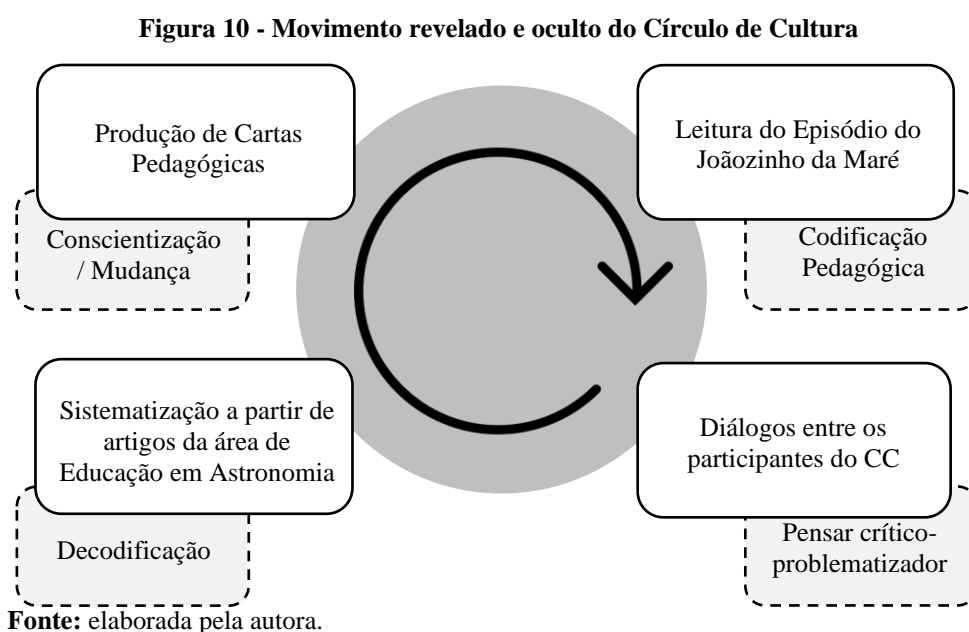 Figura 10 - Movimento revelado e oculto do Círculo de Cultura
Produção de Cartas
Pedagógicas
Conscientização
/ Mudança
Leitura do Episódio do
Joãozinho da Maré
Codificação
Pedagógica
Sistematização a partir de
artigos da área de
Educação em Astronomia
Decodificação
Diálogos entre os
participantes do CC
Pensar crítico-
problematizador
Fonte: elaborada pela autora.